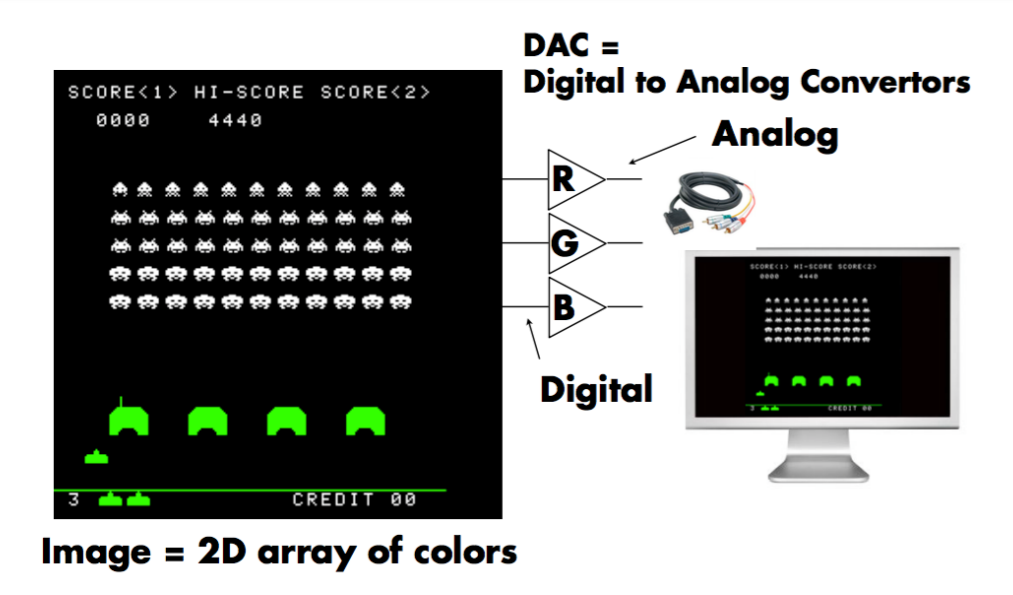 DAC =
Digital to Analog Convertors
SCORE<1> HI-SCORE SCORE<2>
0000 4440
Analog
R
G
B
Digital
3 CREDIT 00
SCORE<1> HI-SCORE SCORE<2>
0000 4440
3 CREDIT 00
Image = 2D array of colors